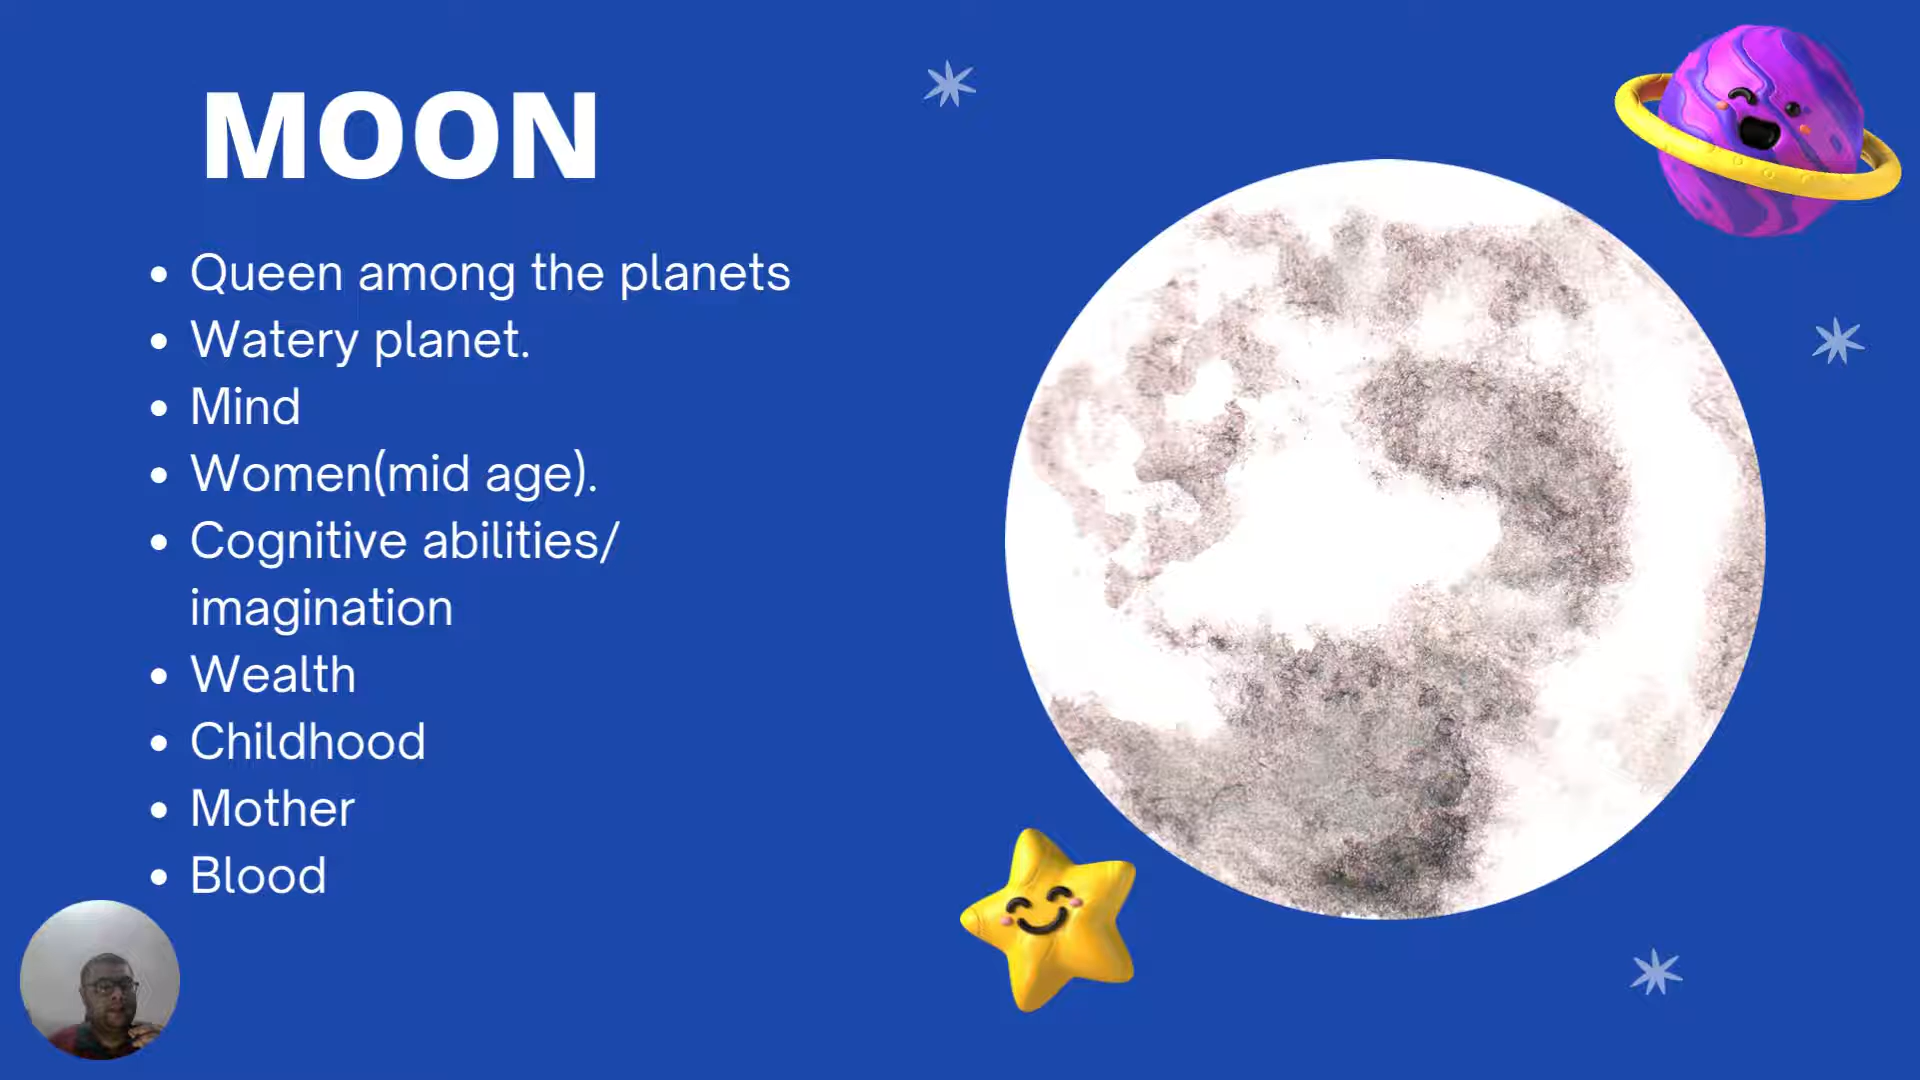 MOON
• Queen among the planets
• Watery planet.
• Mind
• Women(mid age).
• Cognitive abilities/
imagination
• Wealth
• Childhood
• Mother
• Blood